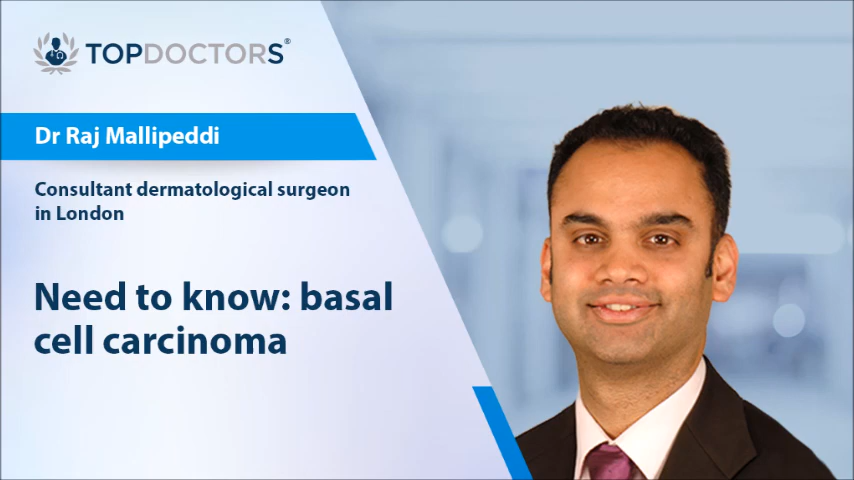 TOPDOCTORS®
Dr Raj Mallipeddi
Consultant dermatological surgeon
in London
Need to know: basal
cell carcinoma